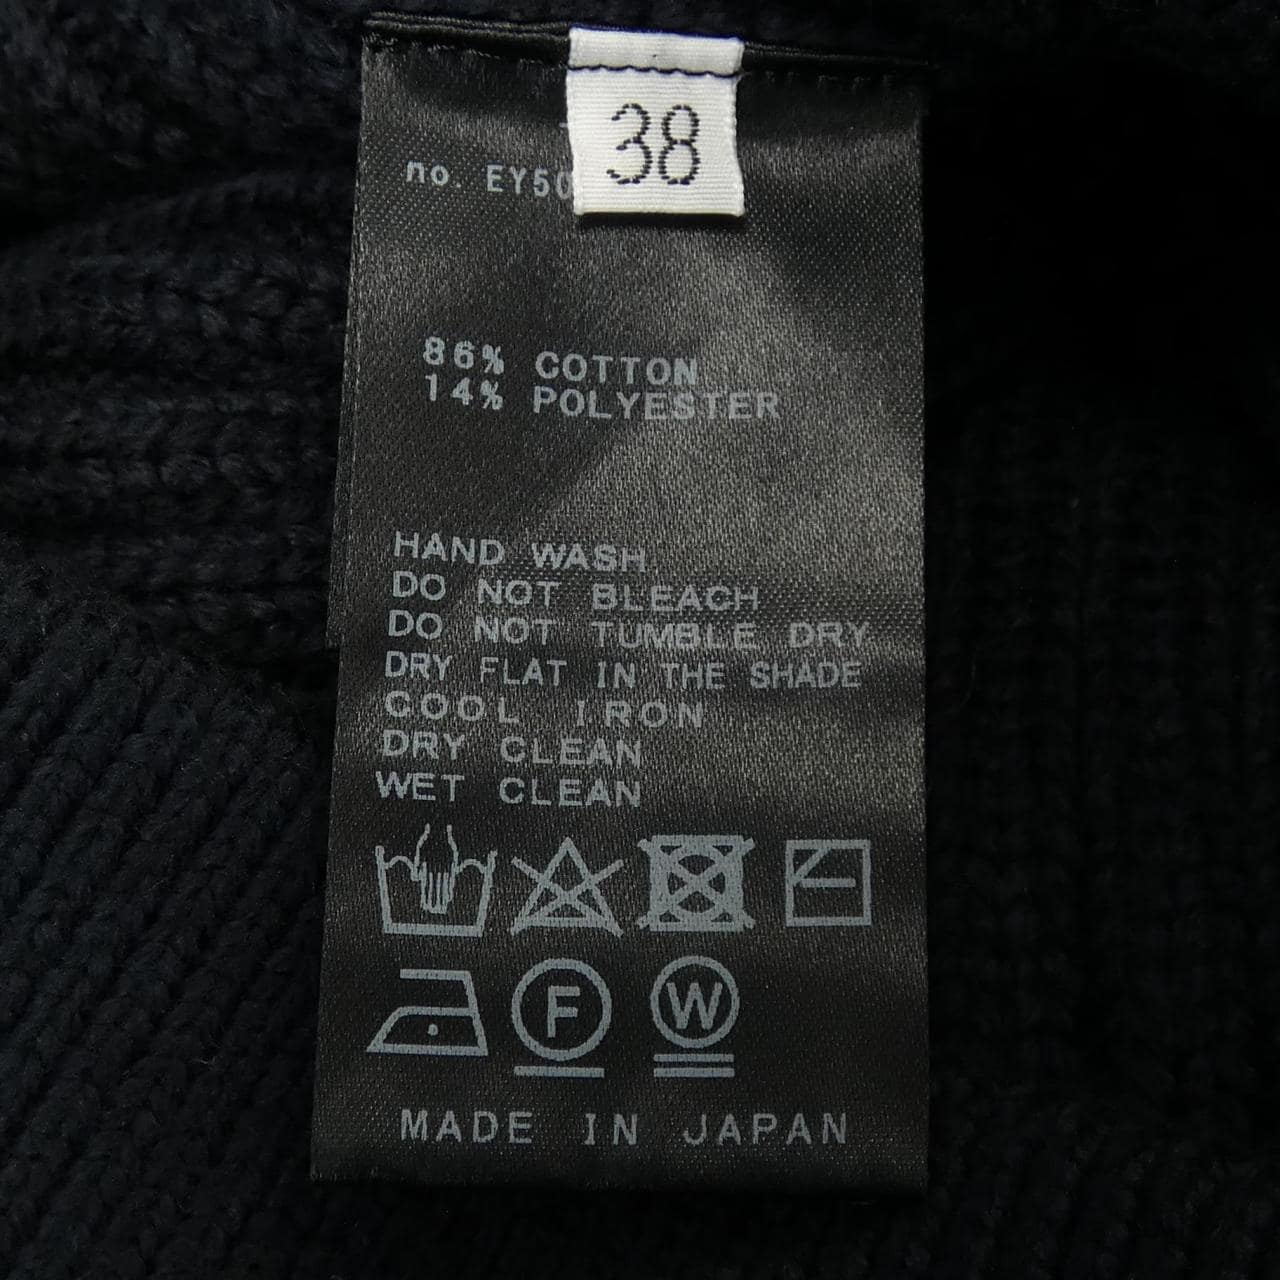 38
no. EY50
86% COTTON
14% POLYESTER
HAND WASH
DO NOT BLEACH
DO NOT TUMBLE DRY
DRY FLAT IN THE SHADE
COOL IRON
DRY CLEAN
WET CLEAN
F W
MADE IN JAPAN